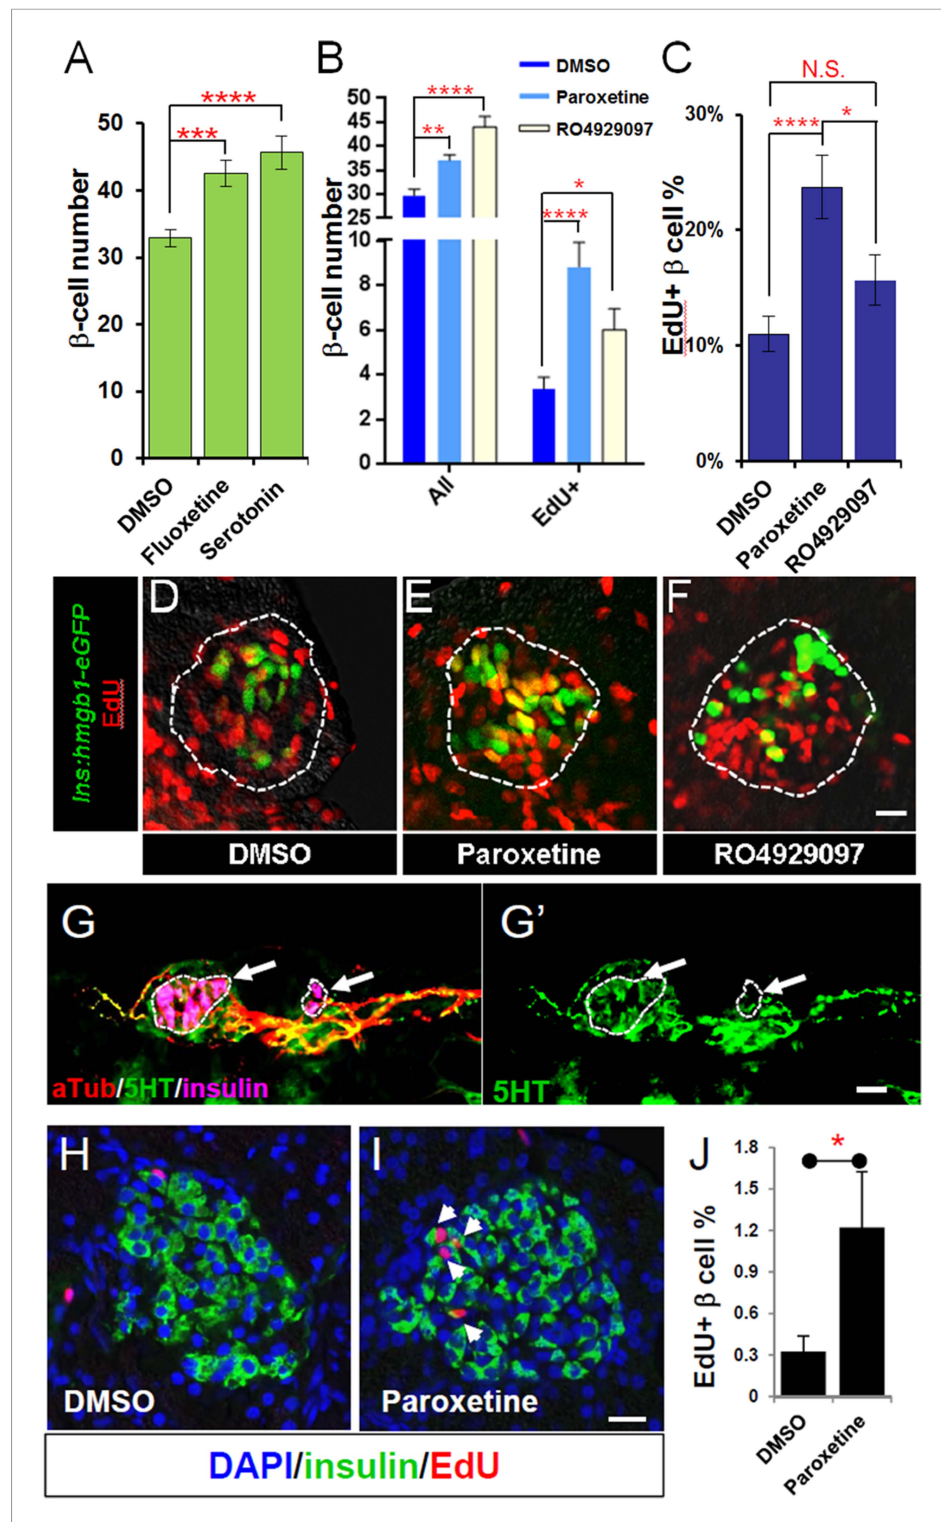 A
β-cell number
50
40
30
20
10
0
***
****
DMSO
Fluoxetine
Serotonin
B
DMSO
Paroxetine
RO4929097
β-cell number
β-cell number
50
45
40
35
30
25
10
8
6
4
2
0
****
**
*
****
All
EdU+
C
N.S.
****
*
EdU+ β cell %
30%
20%
10%
0%
DMSO
Paroxetine
RO4929097
Ins:hmgb1-eGFP
EdU
D
E
F
DMSO
Paroxetine
RO4929097
G
aTub/5HT/insulin
G’
5HT
H
DMSO
I
Paroxetine
DAPI/insulin/EdU
J
*
EdU+ β cell %
1.8
1.5
1.2
0.9
0.6
0.3
0
DMSO
Paroxetine